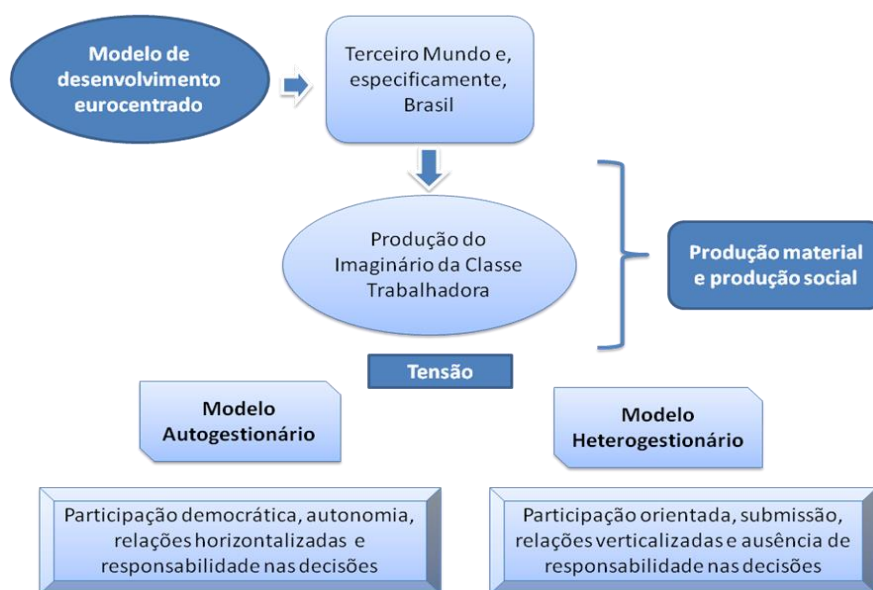 Modelo de
desenvolvimento
eurocentrado
Terceiro Mundo e,
especificamente,
Brasil
Produção do
Imaginário da Classe
Trabalhadora
Produção material
e produção social
Tensão
Modelo
Autogestionário
Modelo
Heterogestionário
Participação democrática, autonomia,
relações horizontalizadas e
responsabilidade nas decisões
Participação orientada, submissão,
relações verticalizadas e ausência de
responsabilidade nas decisões